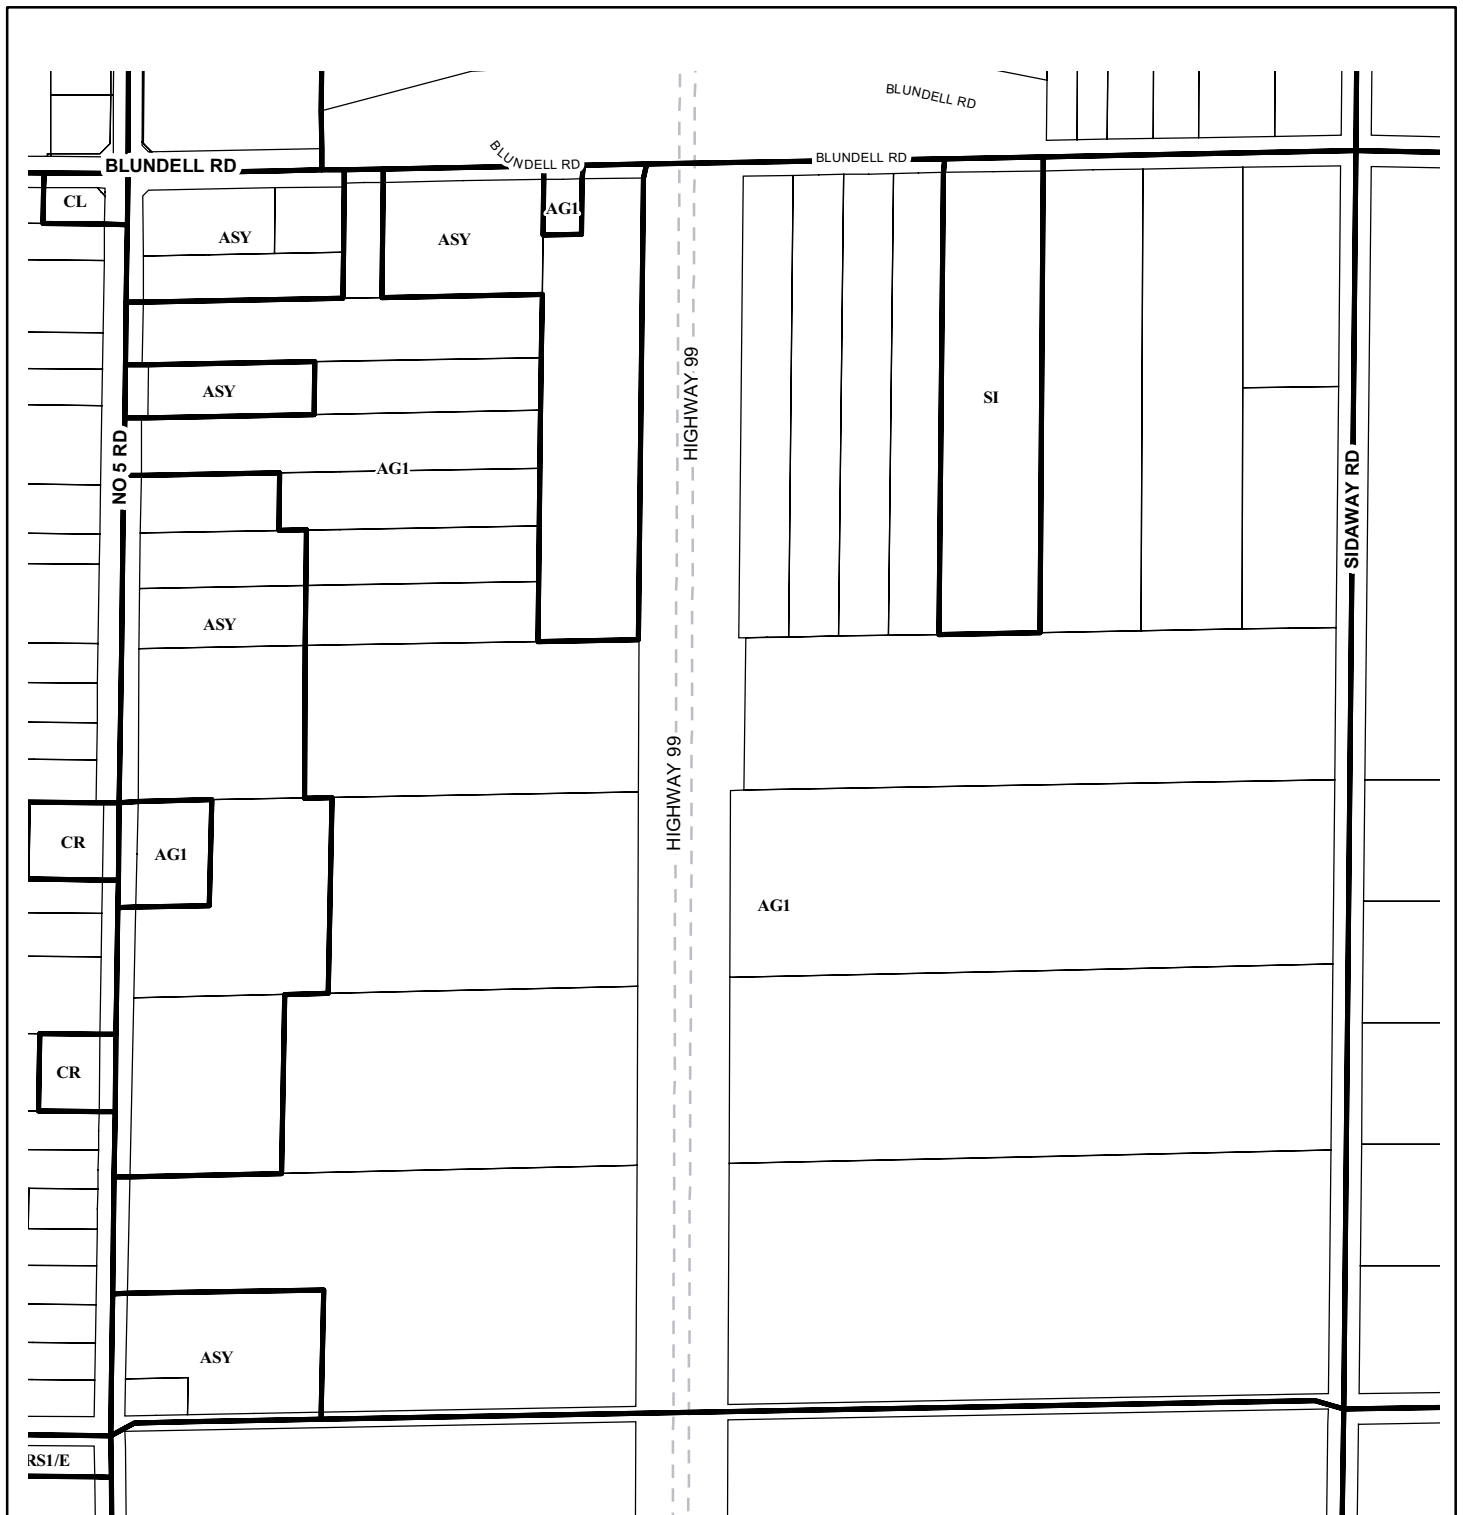 BLUNDELL RD
BLUNDELL RD
BLUNDELL RD
BLUNDELL RD
CL
ASY
ASY
AG1
HIGHWAY 99
ASY
SI
NO 5 RD
AG1
SIDAWAY RD
ASY
HIGHWAY 99
CR
AG1
AG1
CR
ASY
RS1/E